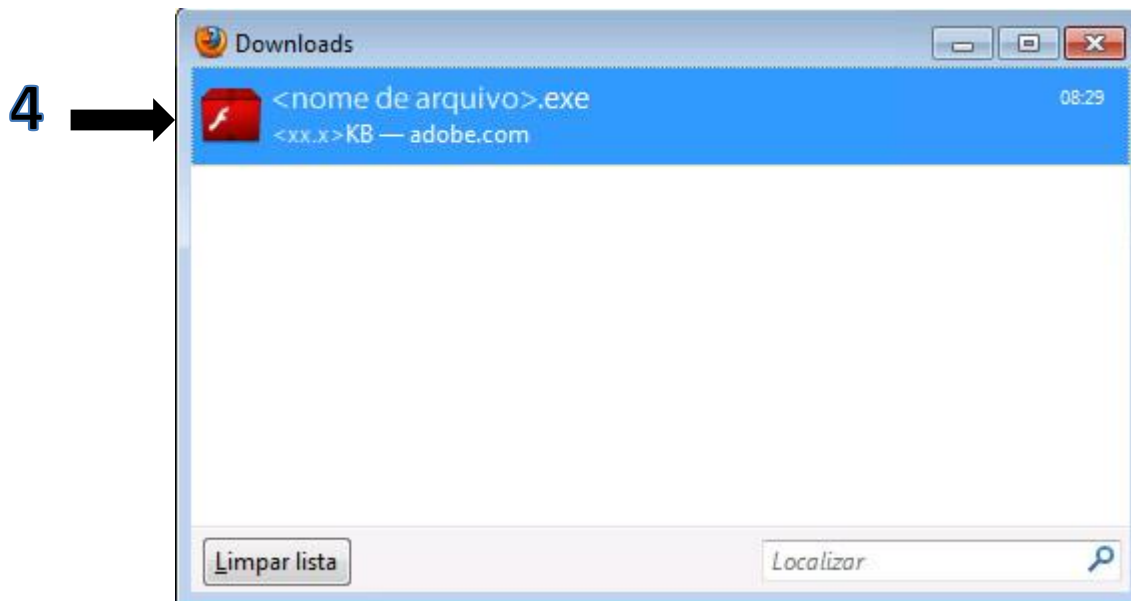 Downloads
4
<nome de arquivo>.exe
08:29
<xx.x>KB — adobe.com
Limpar lista
Localizar